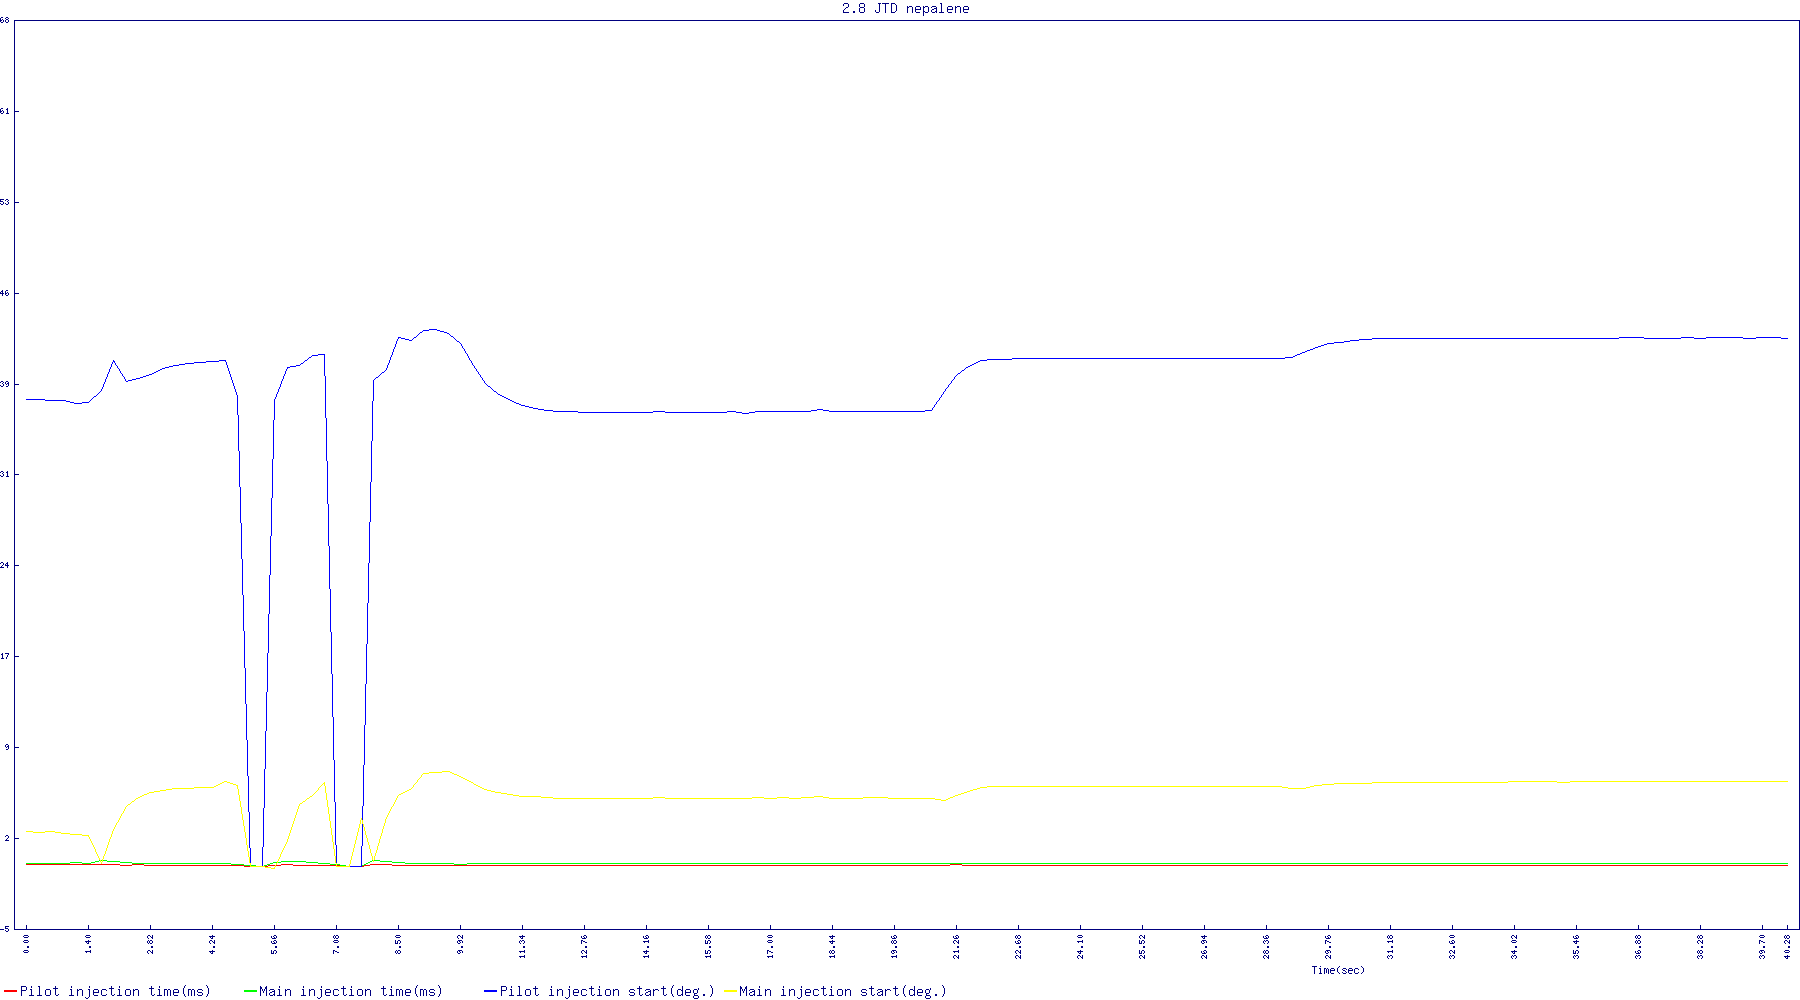 2.8 JTD nepalene
68
61
53
46
39
31
24
17
9
2
-5
0.00 1.40 2.82 4.24 5.66 7.08 8.50 9.92 11.34 12.76 14.16 15.58 17.00 18.44 19.86 21.26 22.68 24.10 25.52 26.94 28.36 29.76 31.18 32.60 34.02 35.46 36.88 38.28 39.70 40.28
Time(sec)
Pilot injection time(ms) Main injection time(ms) Pilot injection start(deg.) Main injection start(deg.)